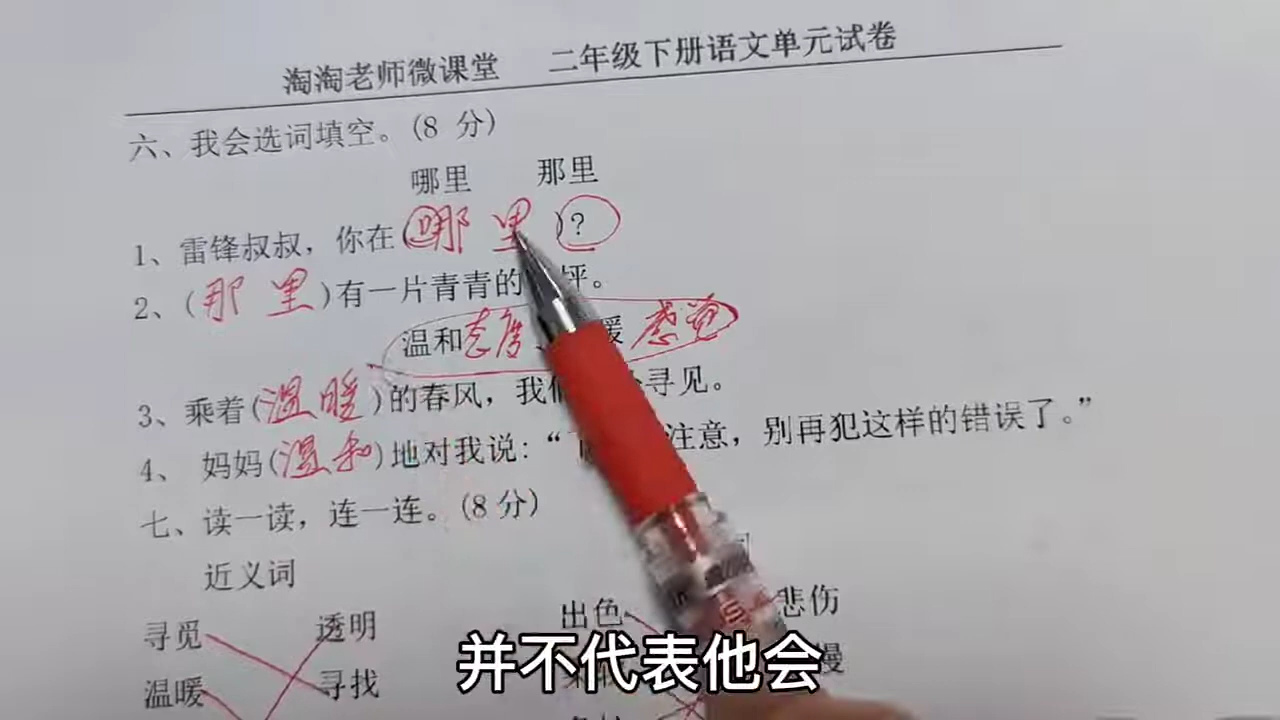 淘淘老师微课堂 二年级下册语文单元试卷
六、我会选词填空。(8 分)
哪里 那里
1、雷锋叔叔，你在(哪里)?
2、(那里)有一片青青的 坪。
温和 态度 暖 感觉
3、乘着(温暖)的春风，我们 寻见。
4、 妈妈(温和)地对我说：“ 注意，别再犯这样的错误了。”
七、读一读，连一连。(8 分)
近义词
寻觅 透明 出色 悲伤
温暖 寻找 慢
并不代表他会